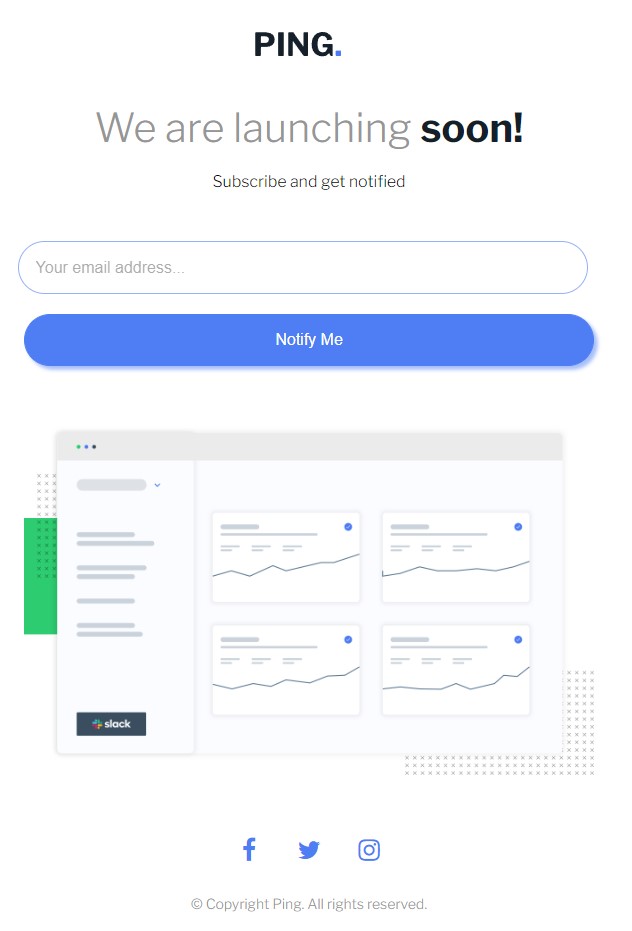 PING.
We are launching soon!
Subscribe and get notified
Your email address...
Notify Me
slack
© Copyright Ping. All rights reserved.